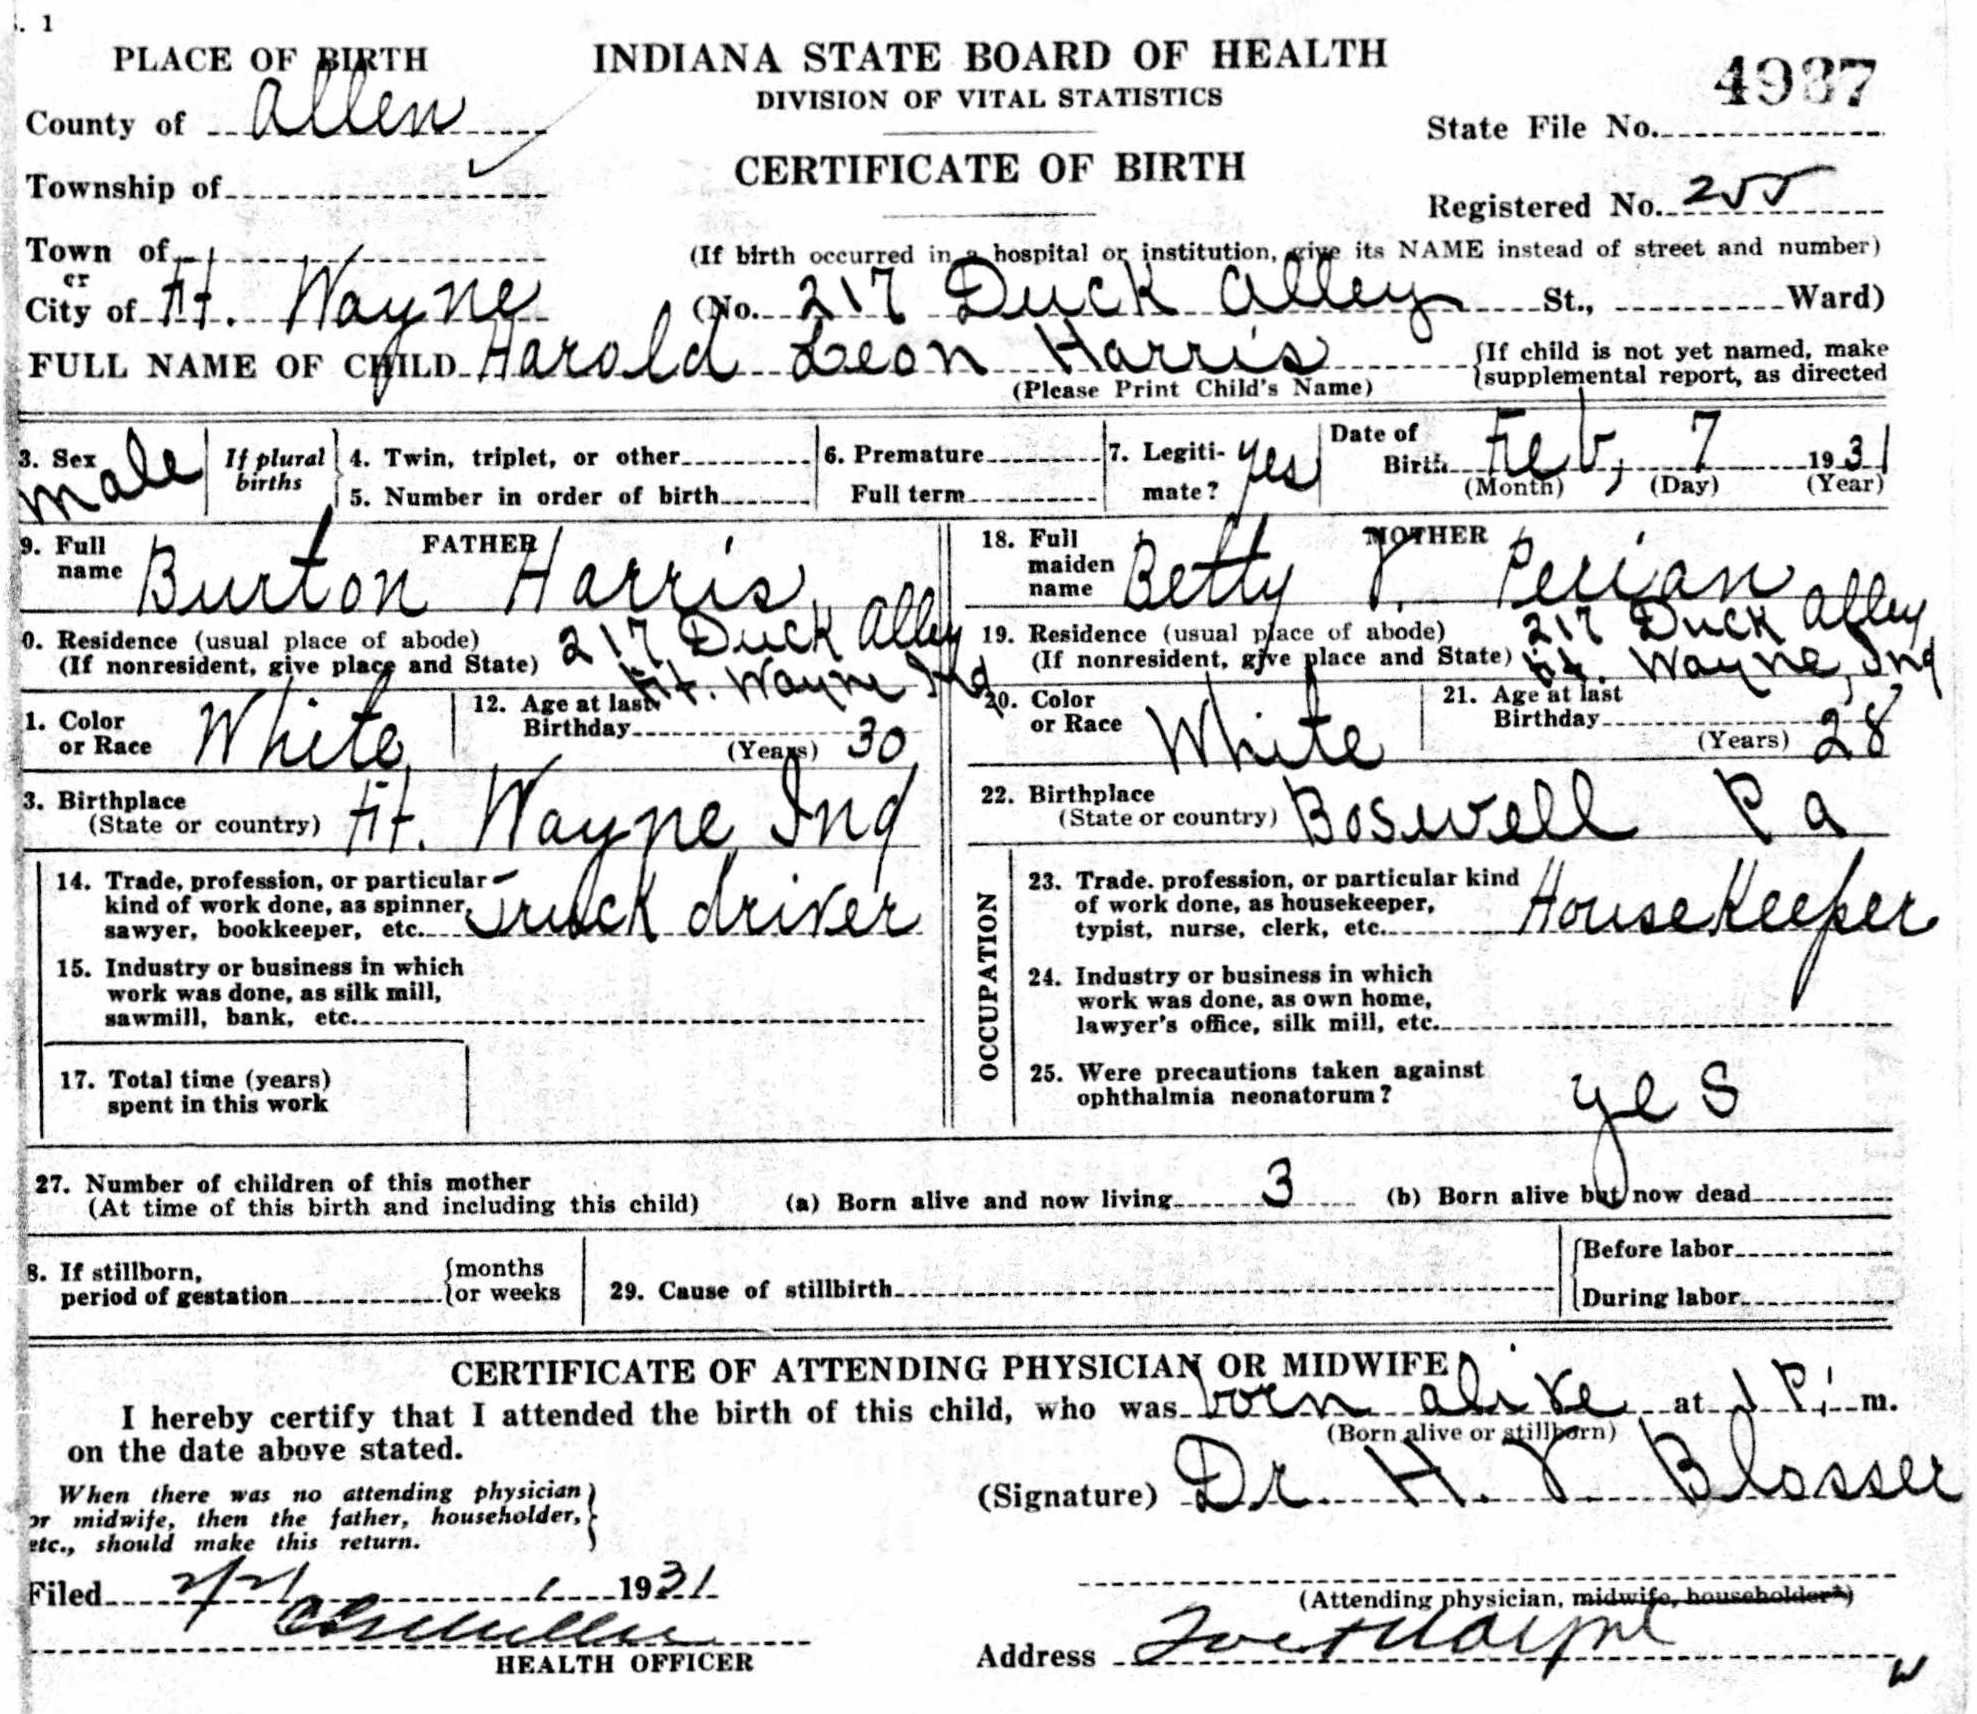 . 1
PLACE OF BIRTH
INDIANA STATE BOARD OF HEALTH
DIVISION OF VITAL STATISTICS
4987
County of Allen
State File No.
CERTIFICATE OF BIRTH
Township of
Registered No. 255
Town of
or
(If birth occurred in a hospital or institution, give its NAME instead of street and number)
City of Ft. Wayne (No. 217 Duck Alley St., Ward)
FULL NAME OF CHILD Harold Leon Harris
(Please Print Child's Name)
If child is not yet named, make
supplemental report, as directed
3. Sex Male
If plural births
4. Twin, triplet, or other
5. Number in order of birth
6. Premature
Full term
7. Legiti-
mate? yes
Date of
Birth Feb, 7 1931
(Month) (Day) (Year)
FATHER
9. Full
name Burton Harris
0. Residence (usual place of abode) 217 Duck Alley
(If nonresident, give place and State) Ft. Wayne Ind
1. Color
or Race White
12. Age at last
Birthday 30
(Years)
3. Birthplace
(State or country) Ft. Wayne Ind
14. Trade, profession, or particular
kind of work done, as spinner,
sawyer, bookkeeper, etc. Truck driver
15. Industry or business in which
work was done, as silk mill,
sawmill, bank, etc.
17. Total time (years)
spent in this work
MOTHER
18. Full
maiden
name Betty V. Perian
19. Residence (usual place of abode) 217 Duck Alley
(If nonresident, give place and State) Ft. Wayne, Ind
20. Color
or Race White
21. Age at last
Birthday 28
(Years)
22. Birthplace
(State or country) Boswell Pa
OCCUPATION
23. Trade. profession, or particular kind
of work done, as housekeeper,
typist, nurse, clerk, etc. Housekeeper
24. Industry or business in which
work was done, as own home,
lawyer's office, silk mill, etc.
25. Were precautions taken against
ophthalmia neonatorum? yes
27. Number of children of this mother
(At time of this birth and including this child) (a) Born alive and now living 3 (b) Born alive but now dead
8. If stillborn,
period of gestation
months
or weeks
29. Cause of stillbirth
Before labor
During labor
CERTIFICATE OF ATTENDING PHYSICIAN OR MIDWIFE
I hereby certify that I attended the birth of this child, who was born alive at 1 P. m.
(Born alive or stillborn)
on the date above stated.
When there was no attending physician
or midwife, then the father, householder,
etc., should make this return.
(Signature) Dr H. V Blosser
Filed 2/21 1931
(Attending physician, midwife, householder*)
HEALTH OFFICER
Address Fort Wayne
W